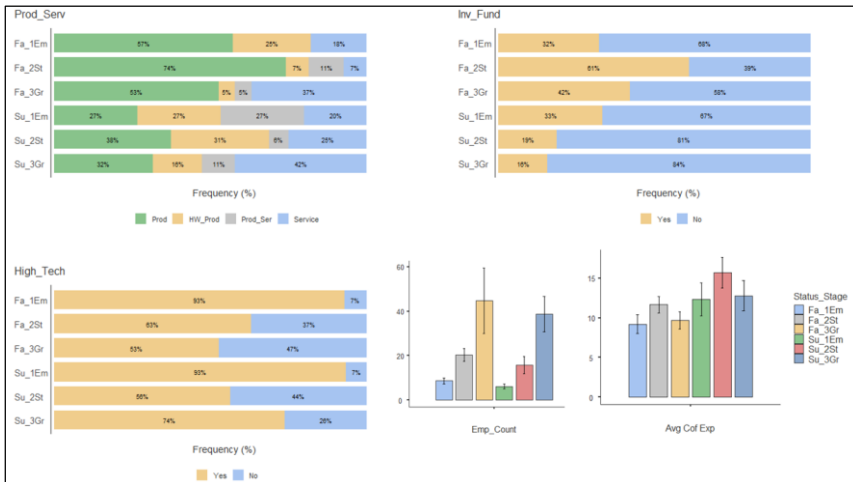 Prod_Serv
Fa_1Em 57% 25% 18%
Fa_2St 74% 7% 11% 7%
Fa_3Gr 53% 5% 5% 37%
Su_1Em 27% 27% 27% 20%
Su_2St 38% 31% 6% 25%
Su_3Gr 32% 16% 11% 42%
Frequency (%)
Prod HW_Prod Prod_Ser Service
Inv_Fund
Fa_1Em 32% 68%
Fa_2St 61% 39%
Fa_3Gr 42% 58%
Su_1Em 33% 67%
Su_2St 19% 81%
Su_3Gr 16% 84%
Frequency (%)
Yes No
High_Tech
Fa_1Em 93% 7%
Fa_2St 63% 37%
Fa_3Gr 53% 47%
Su_1Em 93% 7%
Su_2St 56% 44%
Su_3Gr 74% 26%
Frequency (%)
Yes No
60
40
20
0
Emp_Count
15
10
5
0
Avg Cof Exp
Status_Stage
Fa_1Em
Fa_2St
Fa_3Gr
Su_1Em
Su_2St
Su_3Gr